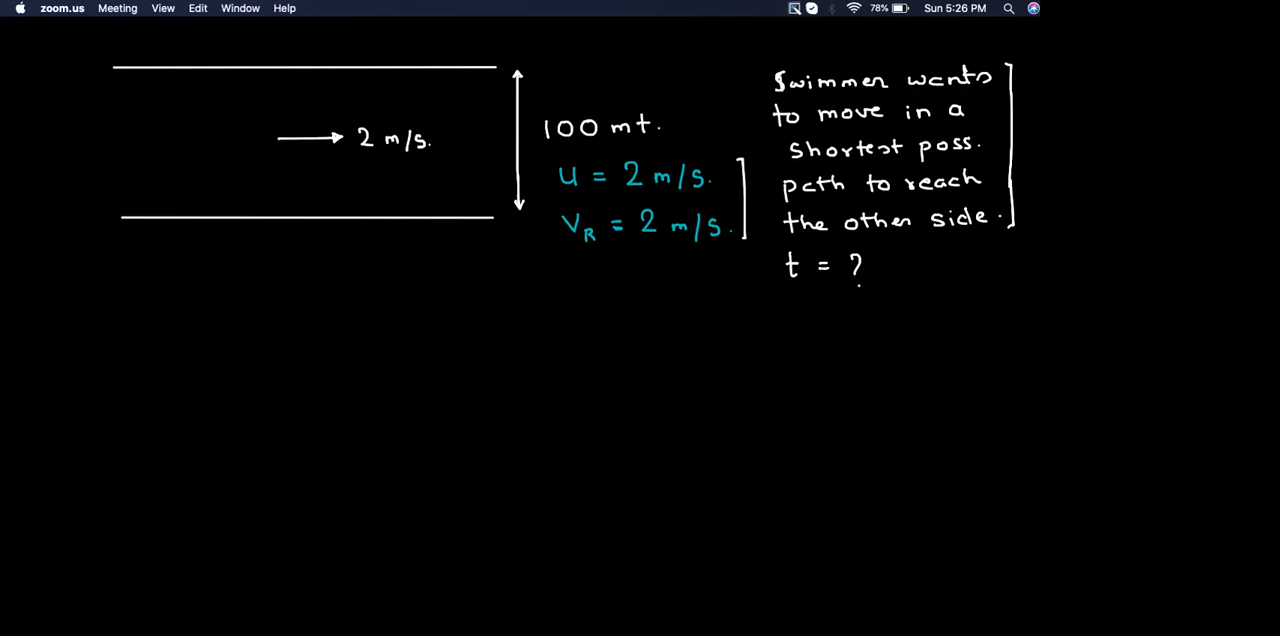 zoom.us Meeting View Edit Window Help 78% Sun 5:26 PM
2 m/s.
100 mt.
u = 2 m/s.
VR = 2 m/s.
Swimmer wants
to move in a
shortest poss.
path to reach
the other side.
t = ?